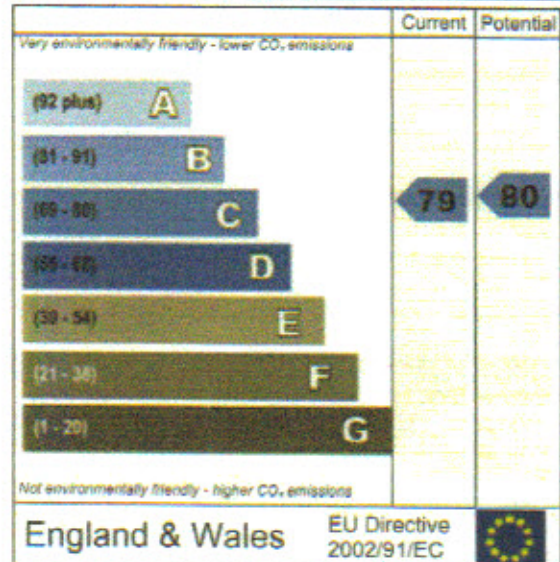 Current Potential
Very environmentally friendly - lower CO₂ emissions
(92 plus) A
(81 - 91) B
(69 - 80) C
(55 - 68) D
(39 - 54) E
(21 - 38) F
(1 - 20) G
79 80
Not environmentally friendly - higher CO₂ emissions
England & Wales
EU Directive
2002/91/EC